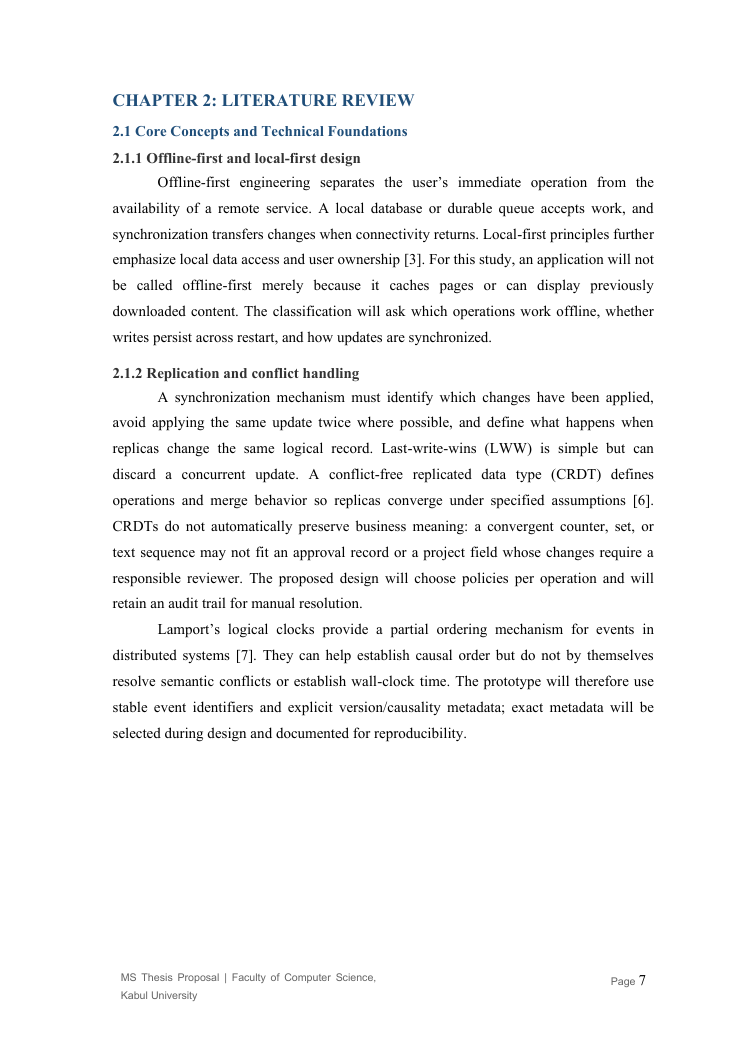 CHAPTER 2: LITERATURE REVIEW
2.1 Core Concepts and Technical Foundations
2.1.1 Offline-first and local-first design
Offline-first engineering separates the user’s immediate operation from the
availability of a remote service. A local database or durable queue accepts work, and
synchronization transfers changes when connectivity returns. Local-first principles further
emphasize local data access and user ownership [3]. For this study, an application will not
be called offline-first merely because it caches pages or can display previously
downloaded content. The classification will ask which operations work offline, whether
writes persist across restart, and how updates are synchronized.
2.1.2 Replication and conflict handling
A synchronization mechanism must identify which changes have been applied,
avoid applying the same update twice where possible, and define what happens when
replicas change the same logical record. Last-write-wins (LWW) is simple but can
discard a concurrent update. A conflict-free replicated data type (CRDT) defines
operations and merge behavior so replicas converge under specified assumptions [6].
CRDTs do not automatically preserve business meaning: a convergent counter, set, or
text sequence may not fit an approval record or a project field whose changes require a
responsible reviewer. The proposed design will choose policies per operation and will
retain an audit trail for manual resolution.
Lamport’s logical clocks provide a partial ordering mechanism for events in
distributed systems [7]. They can help establish causal order but do not by themselves
resolve semantic conflicts or establish wall-clock time. The prototype will therefore use
stable event identifiers and explicit version/causality metadata; exact metadata will be
selected during design and documented for reproducibility.
MS Thesis Proposal | Faculty of Computer Science,
Kabul University
Page 7